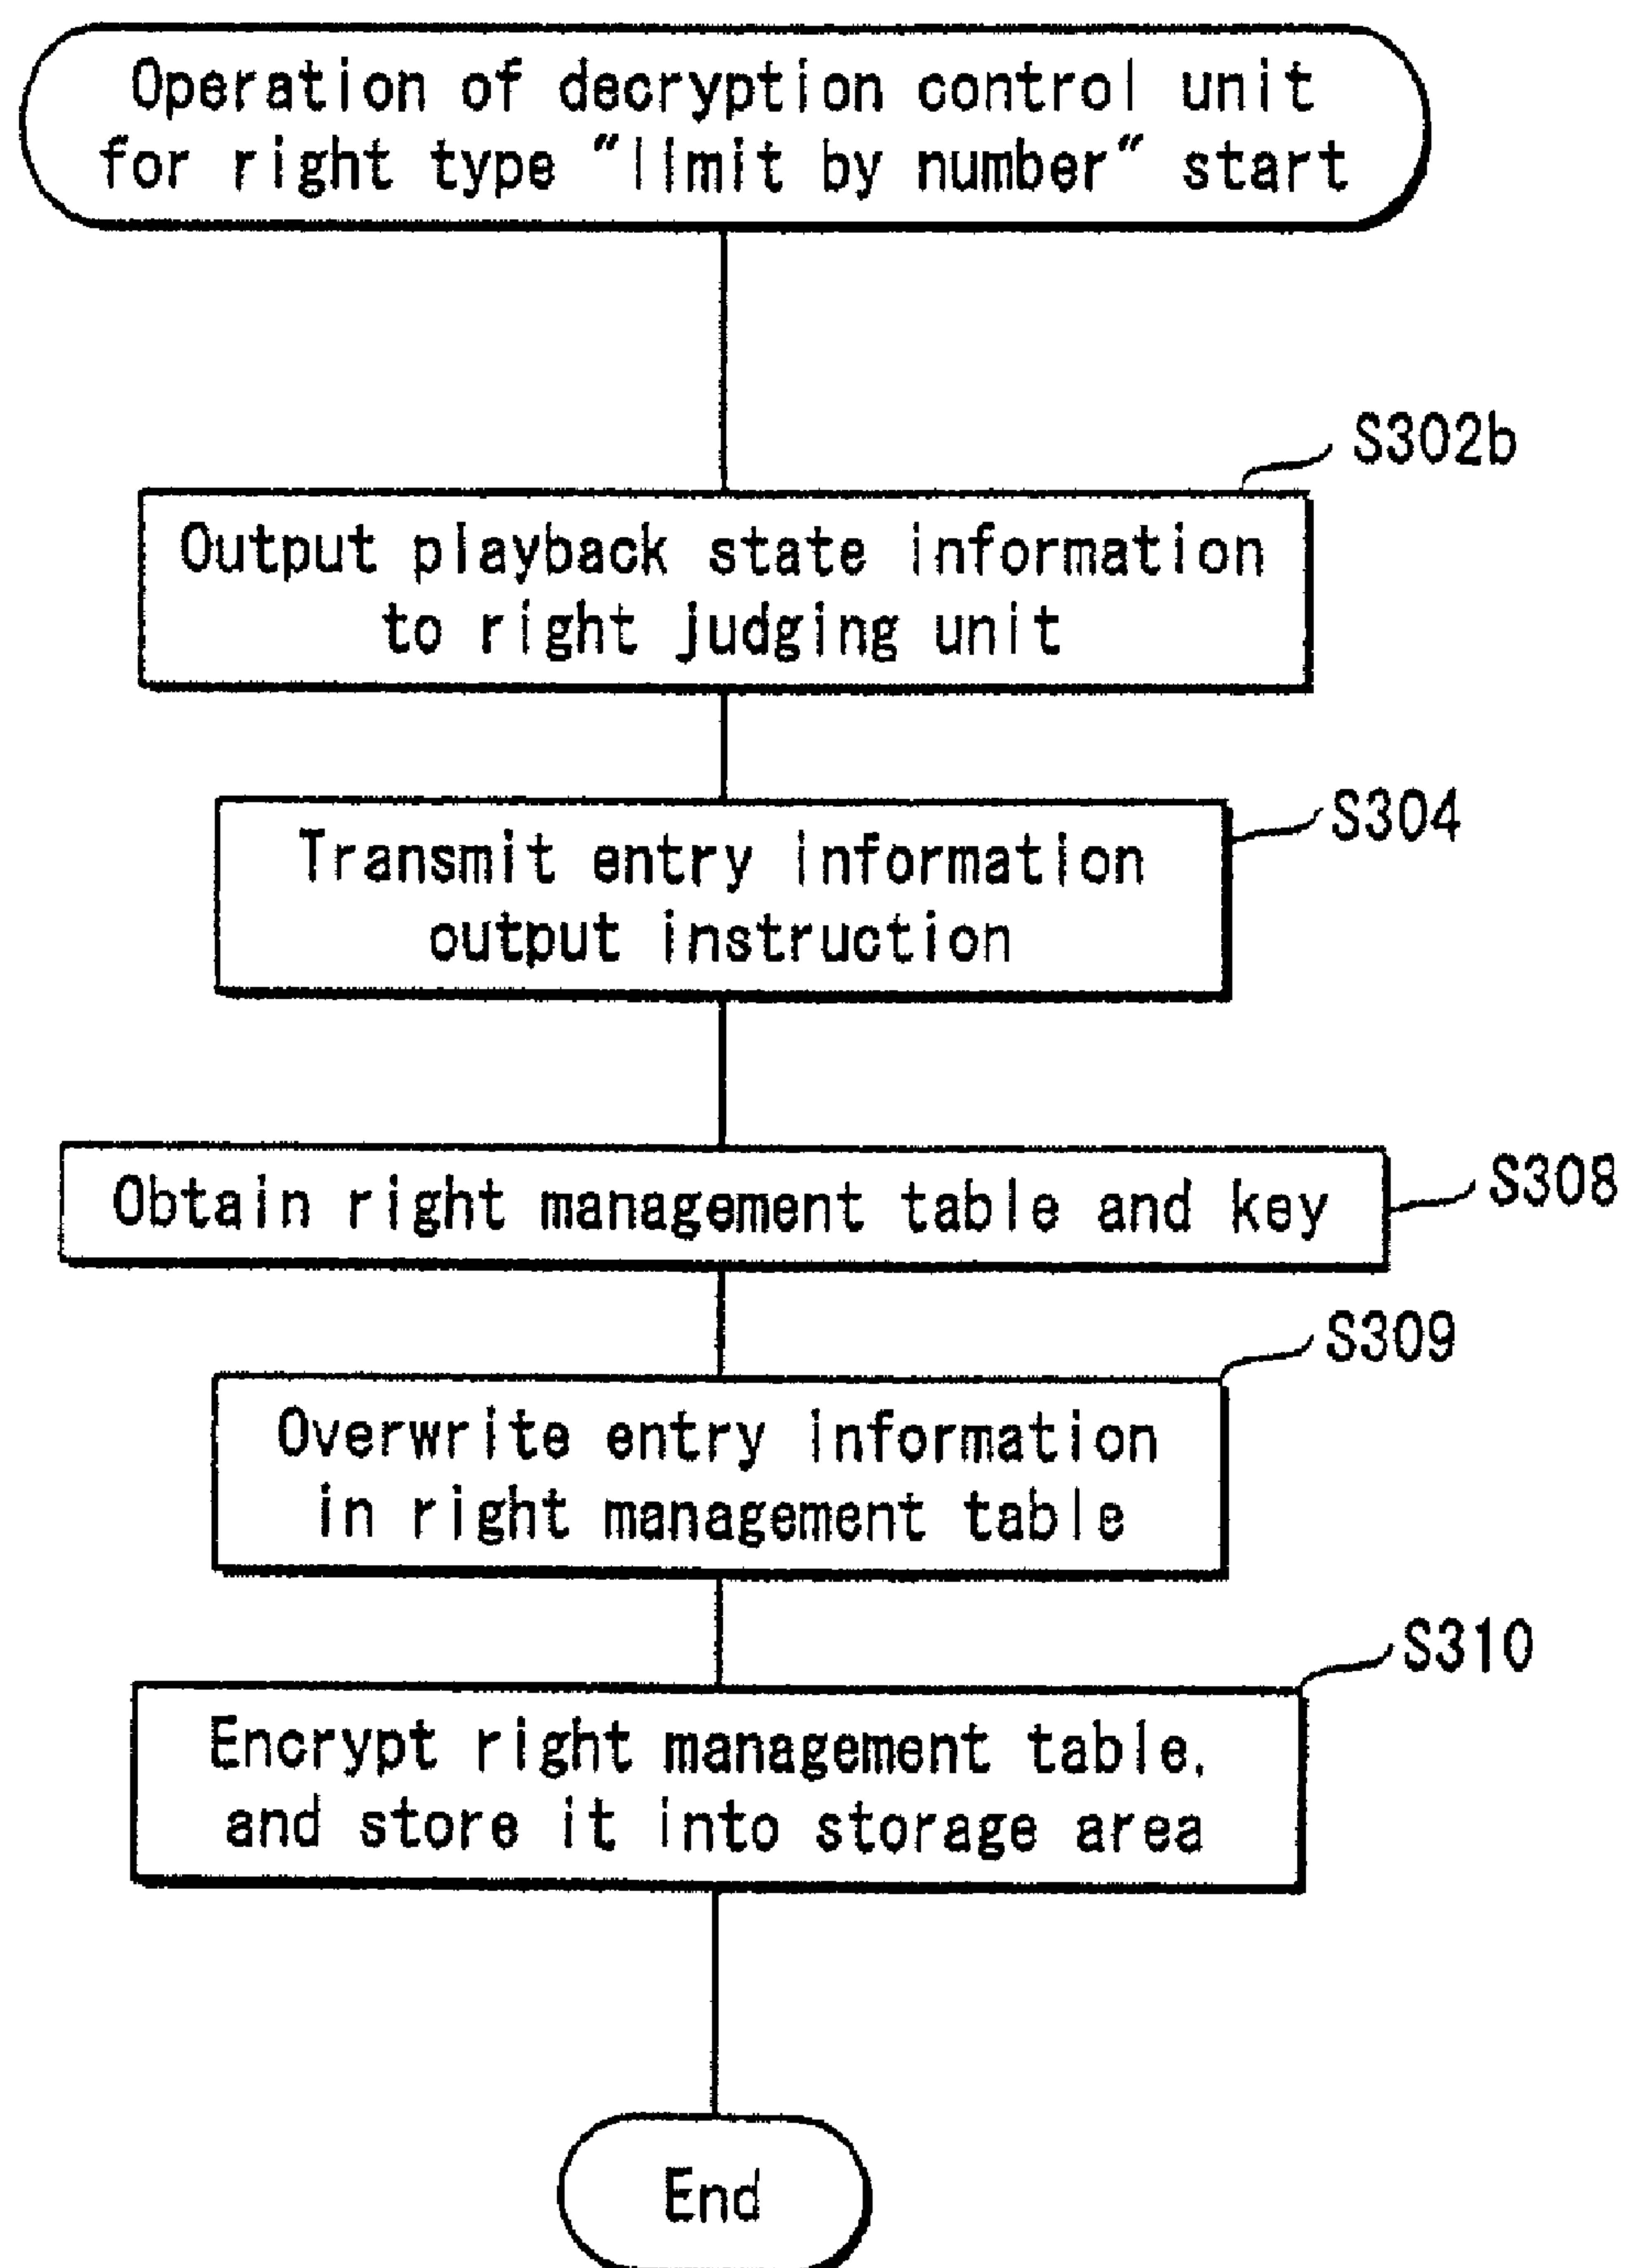 Operation of decryption control unit
for right type "limit by number" start
S302b
Output playback state information
to right judging unit
S304
Transmit entry information
output instruction
S308
Obtain right management table and key
S309
Overwrite entry information
in right management table
S310
Encrypt right management table,
and store it into storage area
End